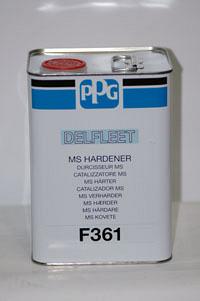 PPG
DELFLEET
MS HARDENER
DURCISSEUR MS
CATALIZZATORE MS
MS HÄRTER
CATALIZADOR MS
MS VERHARDER
MS HÆRDER
MS HÄRDARE
MS KOVETE
F361